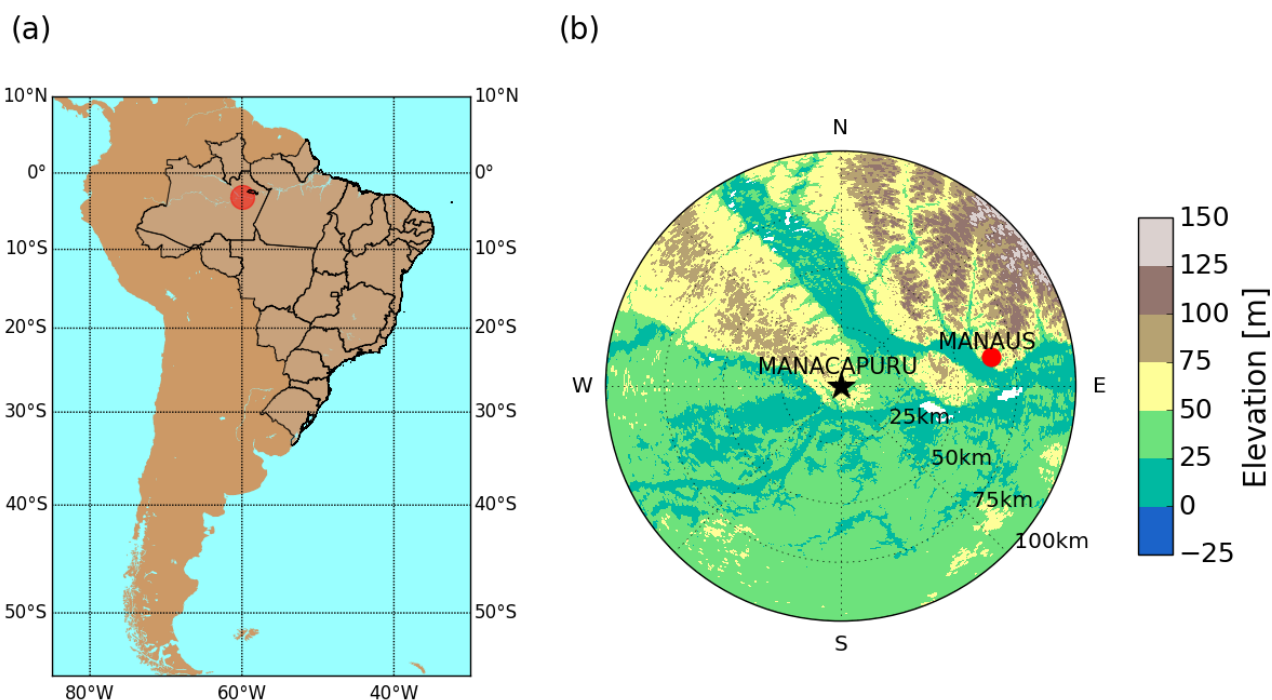 (a)
(b)
10°N
10°N
0°
0°
10°S
10°S
20°S
20°S
30°S
30°S
40°S
40°S
50°S
50°S
80°W
60°W
40°W
N
W
E
S
MANAUS
MANACAPURU
25km
50km
75km
100km
150
125
100
75
50
25
0
−25
Elevation [m]